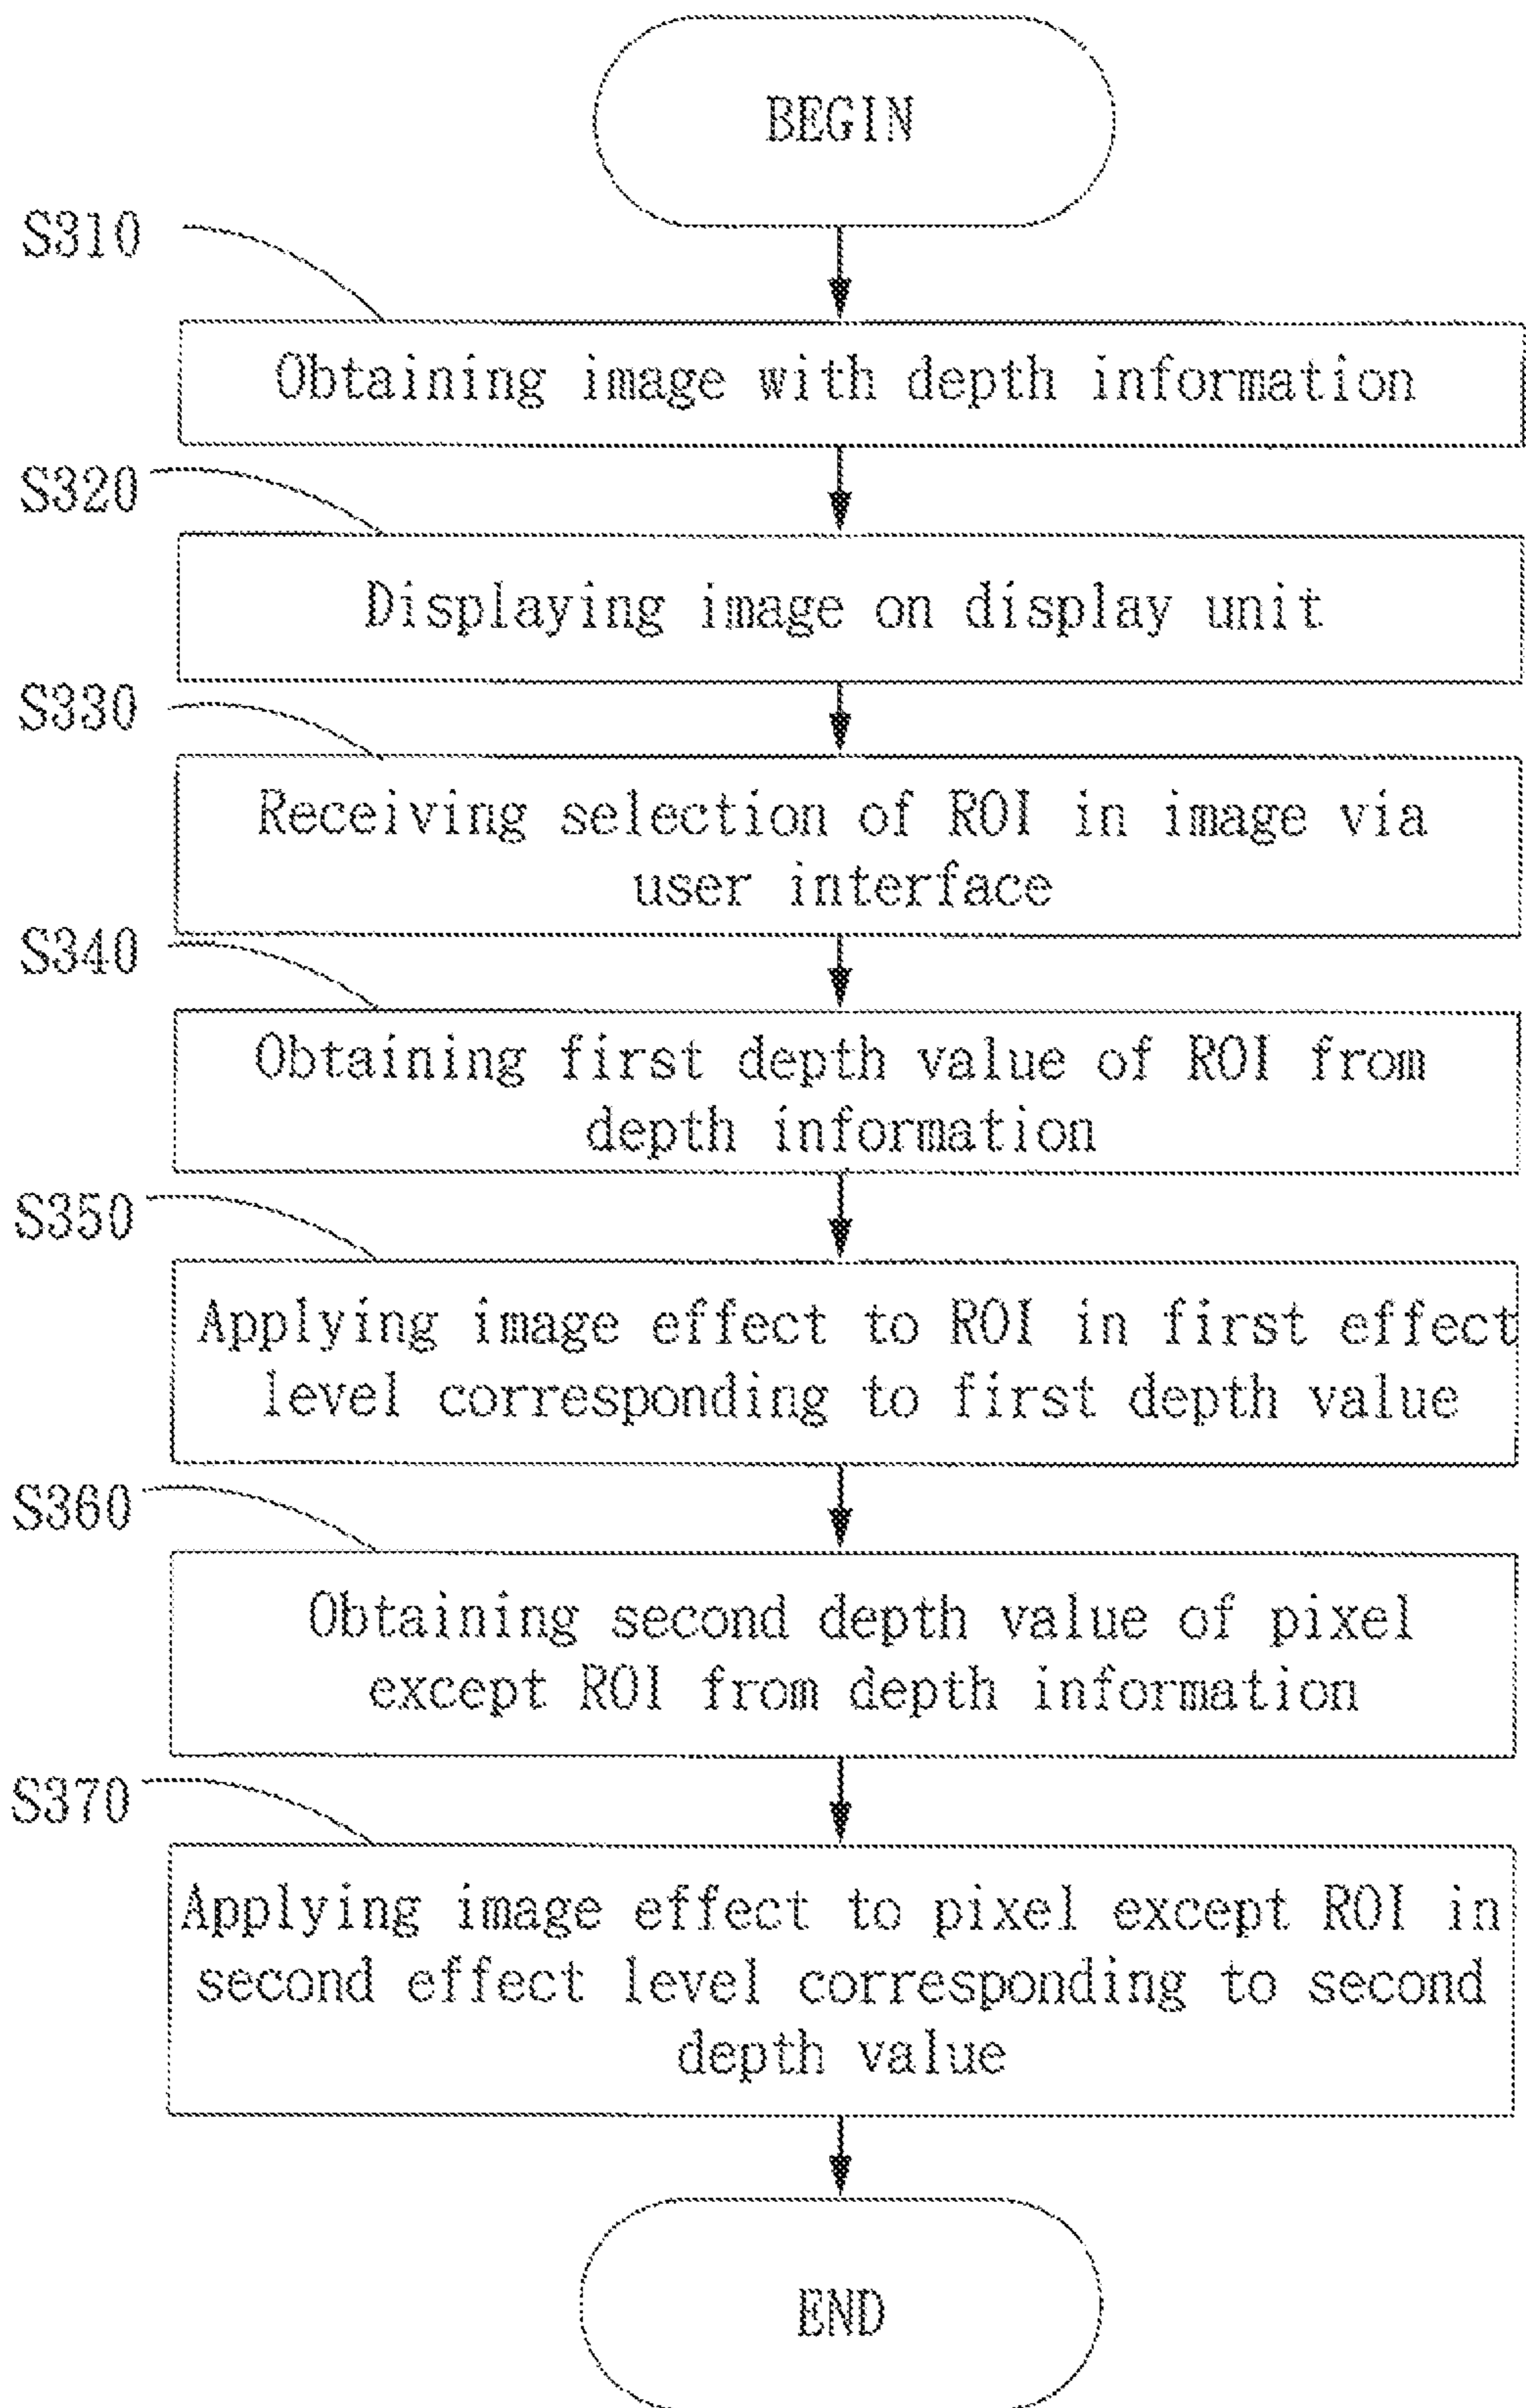 BEGIN
S310
Obtaining image with depth information
S320
Displaying image on display unit
S330
Receiving selection of ROI in image via
user interface
S340
Obtaining first depth value of ROI from
depth information
S350
Applying image effect to ROI in first effect
level corresponding to first depth value
S360
Obtaining second depth value of pixel
except ROI from depth information
S370
Applying image effect to pixel except ROI in
second effect level corresponding to second
depth value
END